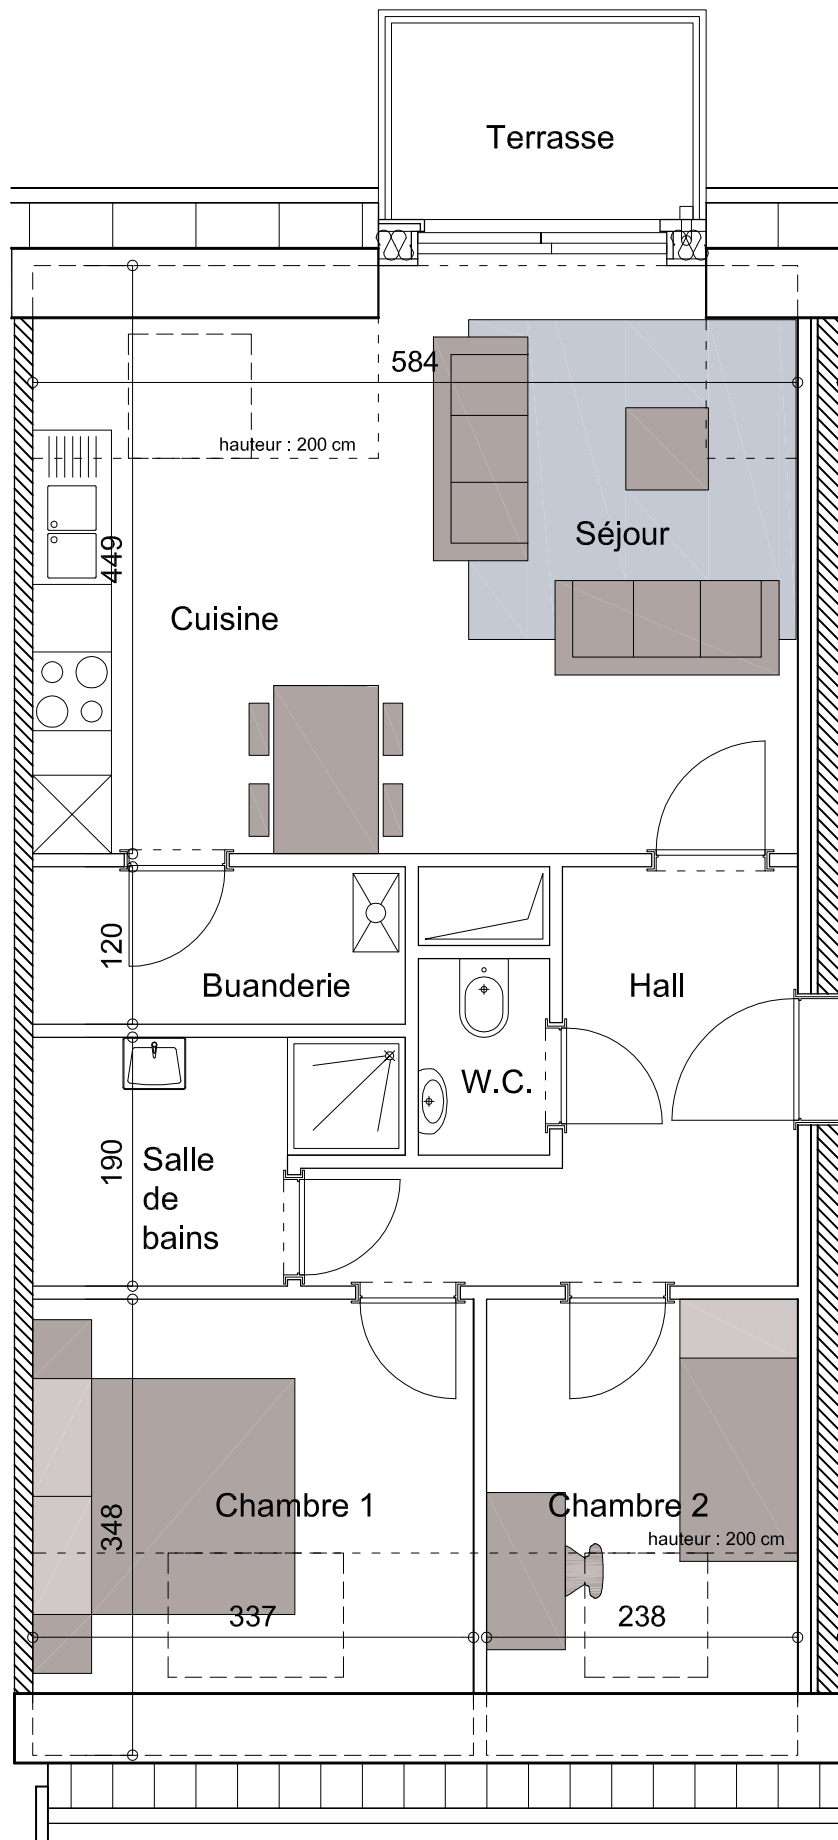 Terrasse
584
hauteur : 200 cm
449
Séjour
Cuisine
120
Buanderie
Hall
W.C.
190
Salle
de
bains
Chambre 1
Chambre 2
348
hauteur : 200 cm
337
238